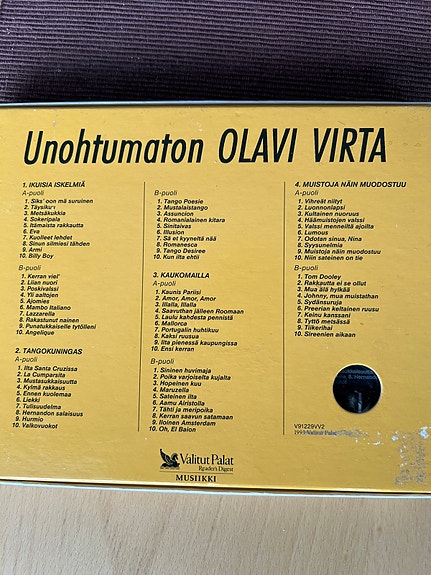 Unohtumaton OLAVI VIRTA
1. IKUISIA ISKELMIÄ
A-puoli
1. Siks' oon mä suruinen
2. Täysikuu
3. Metsäkukkia
4. Sokeripala
5. Itämaista rakkautta
6. Eva
7. Kuolleet lehdet
8. Sinun silmiesi tähden
9. Armi
10. Billy Boy
B-puoli
1. Kerran viel'
2. Liian nuori
3. Poskivalssi
4. Yli aaltojen
5. Ajomies
6. Mambo Italiano
7. Lazzarella
8. Rakastunut nainen
9. Punatukkaiselle tytölleni
10. Angelique
2. TANGOKUNINGAS
A-puoli
1. Ilta Santa Cruzissa
2. La Cumparsita
3. Mustasukkaisuutta
4. Kylmä rakkaus
5. Ennen kuolemaa
6. Liekki
7. Tulisuudelma
8. Hernandon salaisuus
9. Hurmio
10. Valkovuokot
B-puoli
1. Tango Poesie
2. Mustalaistango
3. Assuncion
4. Romanialainen kitara
5. Sinitaivas
6. Illusion
7. Sä et kyyneltä nää
8. Romanesca
9. Tango Desiree
10. Kun ilta ehtii
3. KAUKOMAILLA
A-puoli
1. Kaunis Pariisi
2. Amor, Amor, Amor
3. Illalla, illalla
4. Saavuthan jälleen Roomaan
5. Laulu kahdesta pennistä
6. Mallorca
7. Portugalin huhtikuu
8. Kaksi ruusua
9. Ilta pienessä kaupungissa
10. Ensi kerran
B-puoli
1. Sininen huvimaja
2. Poika varjoiselta kujalta
3. Hopeinen kuu
4. Maruzella
5. Sateinen ilta
6. Aamu Airistolla
7. Tähti ja meripoika
8. Kerran saavun satamaan
9. Iloinen Amsterdam
10. Oh, El Baion
4. MUISTOJA NÄIN MUODOSTUU
A-puoli
1. Vihreät niityt
2. Luonnonlapsi
3. Kultainen nuoruus
4. Häämuistojen valssi
5. Valssi menneiltä ajoilta
6. Lumous
7. Odotan sinua, Nina
8. Syysunelmia
9. Muistoja näin muodostuu
10. Niin sateinen on tie
B-puoli
1. Tom Dooley
2. Rakkautta ei se ollut
3. Mua älä hylkää
4. Johnny, mua muistathan
5. Sydänsuruja
6. Preerian keltainen ruusu
7. Keinu kanssani
8. Tyttö metsässä
9. Tiikerihai
10. Sireenien aikaan
V91229VV2
1991 Valitut Palat
Valitut Palat
Reader's Digest
MUSIIKKI